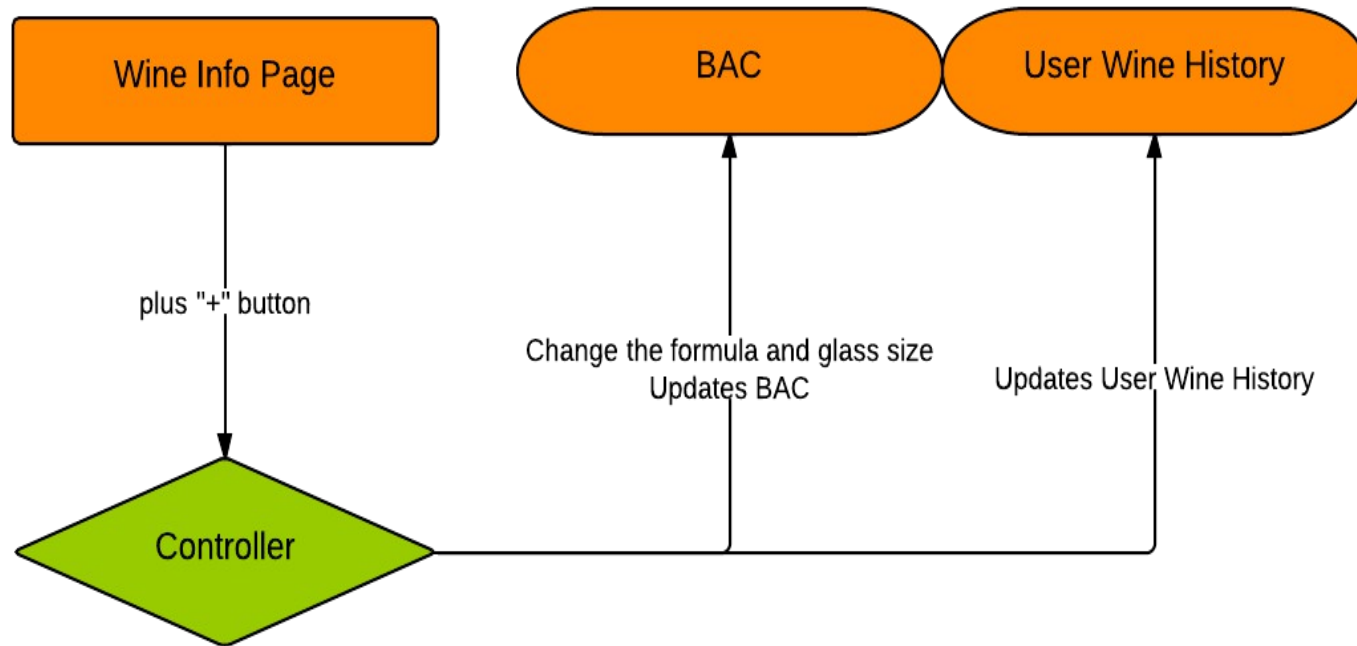 Wine Info Page
BAC
User Wine History
plus "+" button
Change the formula and glass size
Updates BAC
Updates User Wine History
Controller